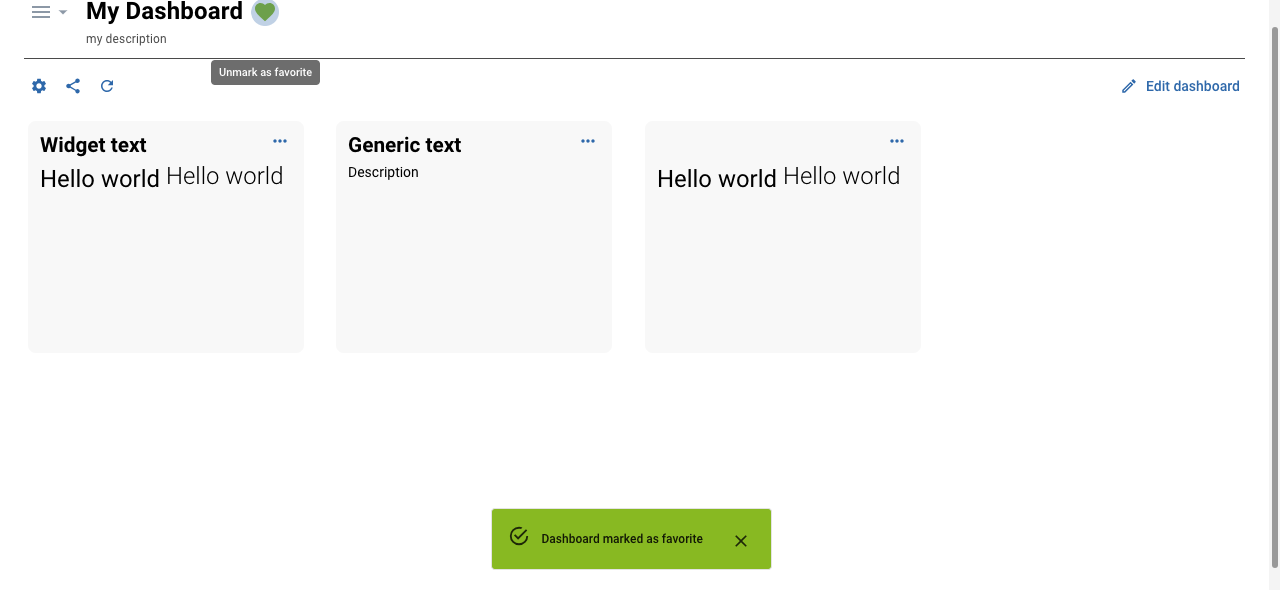 My Dashboard
my description
Unmark as favorite
Edit dashboard
Widget text
Hello world Hello world
Generic text
Description
Hello world Hello world
Dashboard marked as favorite